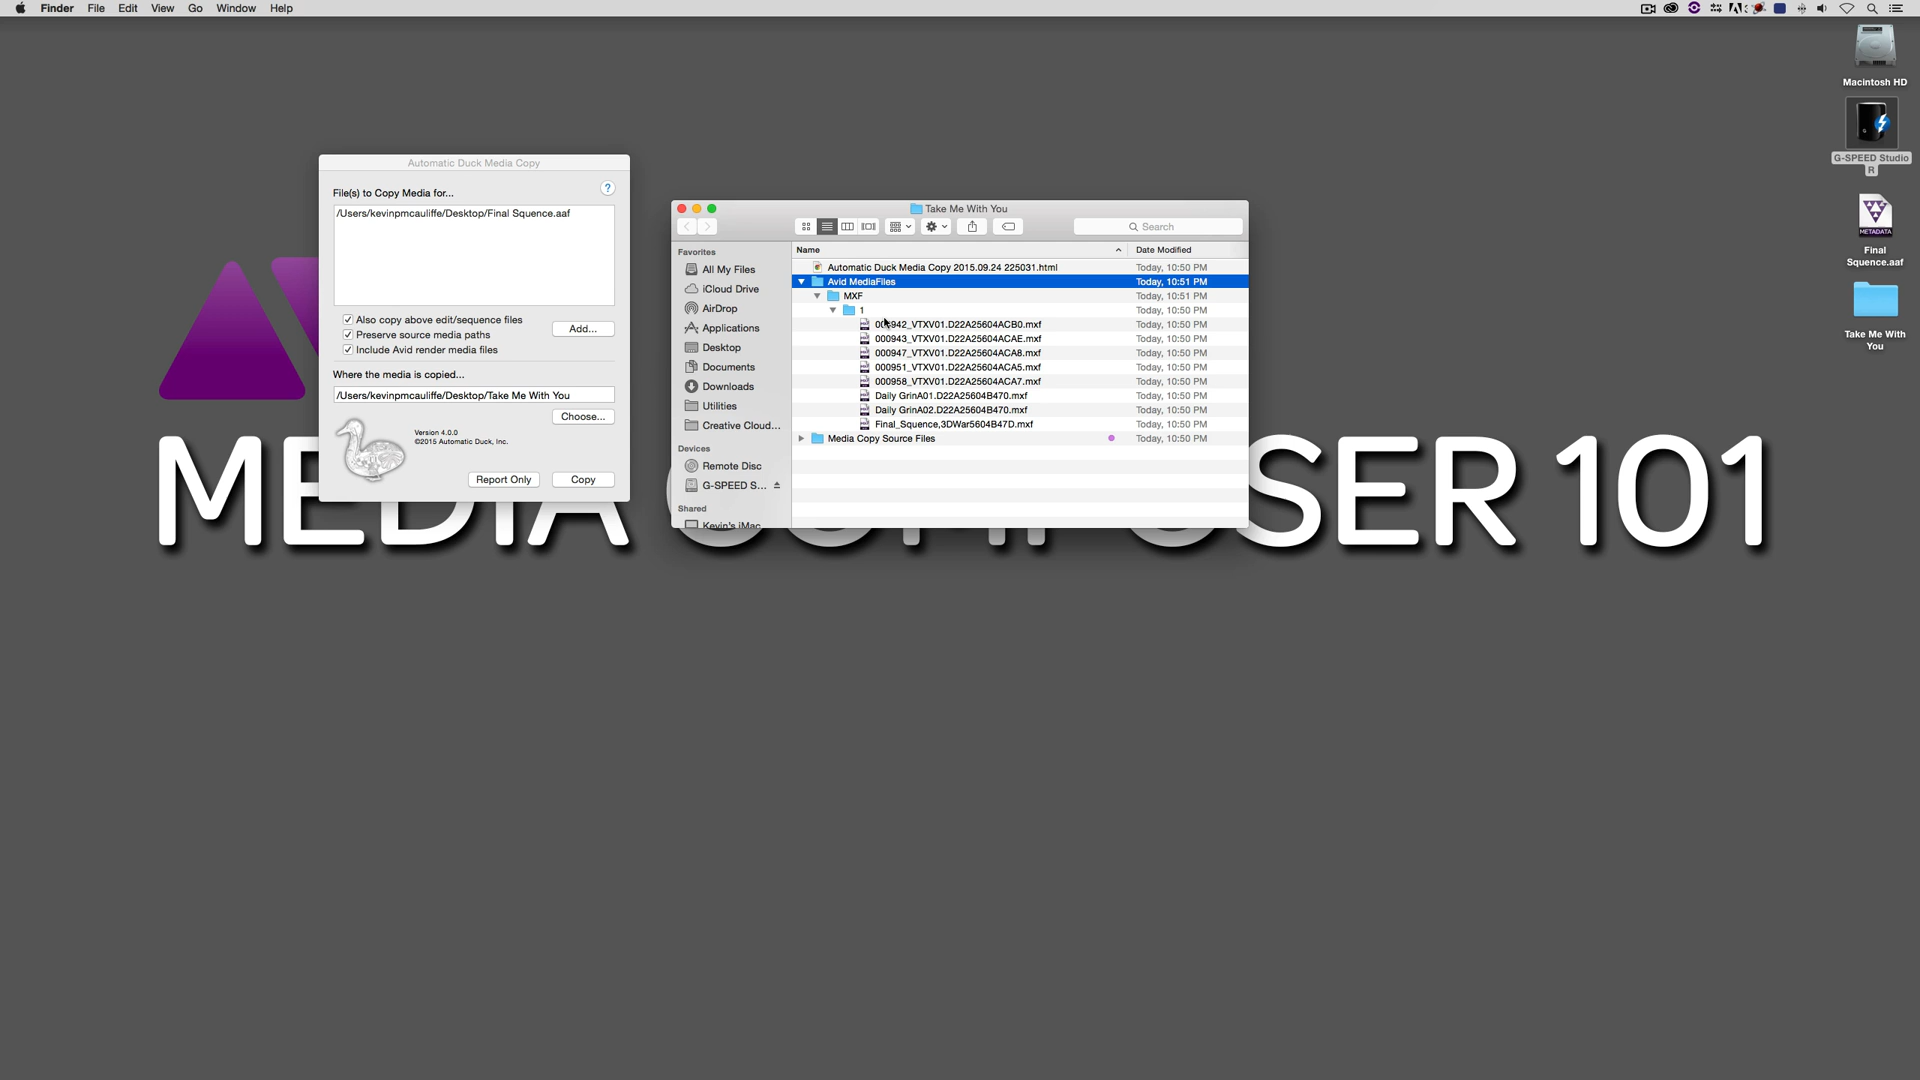 Finder File Edit View Go Window Help
Macintosh HD
G-SPEED Studio
R
METADATA
Final
Squence.aaf
Take Me With
You
Automatic Duck Media Copy
File(s) to Copy Media for...
?
/Users/kevinpmcauliffe/Desktop/Final Squence.aaf
Also copy above edit/sequence files
Preserve source media paths
Include Avid render media files
Add...
Where the media is copied...
/Users/kevinpmcauliffe/Desktop/Take Me With You
Choose...
Version 4.0.0
©2015 Automatic Duck, Inc.
Report Only
Copy
Take Me With You
Search
Favorites
All My Files
iCloud Drive
AirDrop
Applications
Desktop
Documents
Downloads
Utilities
Creative Cloud...
Devices
Remote Disc
G-SPEED S...
Shared
Kevin's iMac
Name Date Modified
Automatic Duck Media Copy 2015.09.24 225031.html Today, 10:50 PM
Avid MediaFiles Today, 10:51 PM
MXF Today, 10:51 PM
1 Today, 10:50 PM
000942_VTXV01.D22A25604ACB0.mxf Today, 10:50 PM
000943_VTXV01.D22A25604ACAE.mxf Today, 10:50 PM
000947_VTXV01.D22A25604ACA8.mxf Today, 10:50 PM
000951_VTXV01.D22A25604ACA5.mxf Today, 10:50 PM
000958_VTXV01.D22A25604ACA7.mxf Today, 10:50 PM
Daily GrinA01.D22A25604B470.mxf Today, 10:50 PM
Daily GrinA02.D22A25604B470.mxf Today, 10:50 PM
Final_Squence,3DWar5604B47D.mxf Today, 10:50 PM
Media Copy Source Files Today, 10:50 PM
MEDIA COMPOSER 101